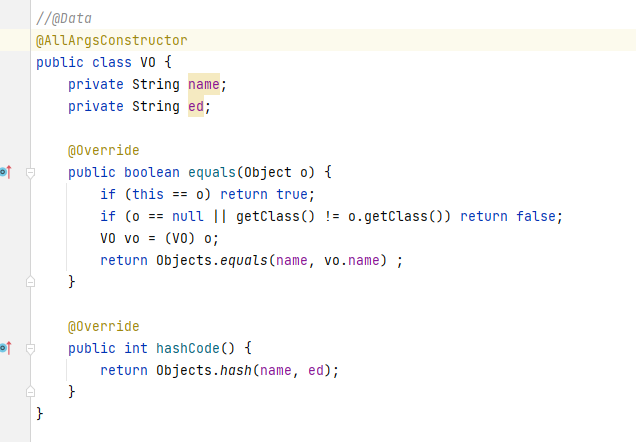 //@Data
@AllArgsConstructor
public class VO {
    private String name;
    private String ed;
    @Override
    public boolean equals(Object o) {
        if (this == o) return true;
        if (o == null || getClass() != o.getClass()) return false;
        VO vo = (VO) o;
        return Objects.equals(name, vo.name) ;
    }
    @Override
    public int hashCode() {
        return Objects.hash(name, ed);
    }
}